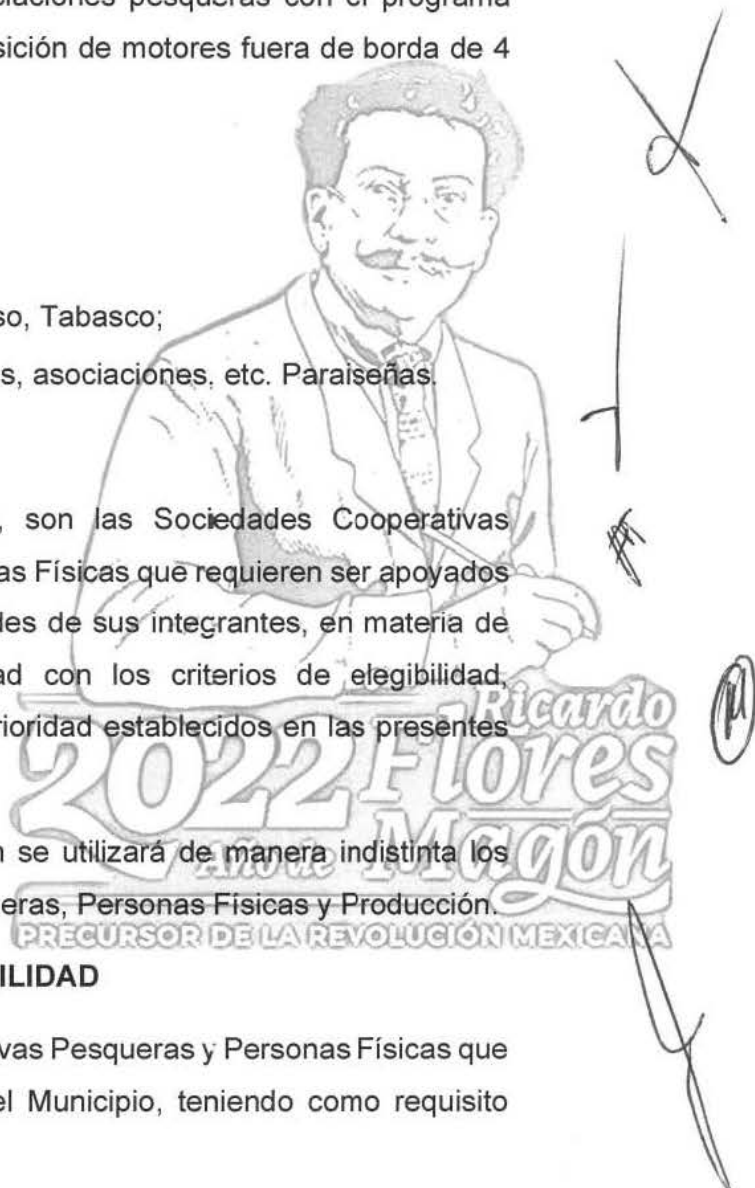 ciaciones pesqueras con el programa
sición de motores fuera de borda de 4
so, Tabasco;
s, asociaciones, etc. Paraiseñas.
, son las Sociedades Cooperativas
as Físicas que requieren ser apoyados
des de sus integrantes, en materia de
ad con los criterios de elegibilidad,
rioridad establecidos en las presentes
n se utilizará de manera indistinta los
eras, Personas Físicas y Producción.
2022 Ricardo
Año de Flores
Magón
PRECURSOR DE LA REVOLUCIÓN MEXICANA
ILIDAD
vas Pesqueras y Personas Físicas que
el Municipio, teniendo como requisito